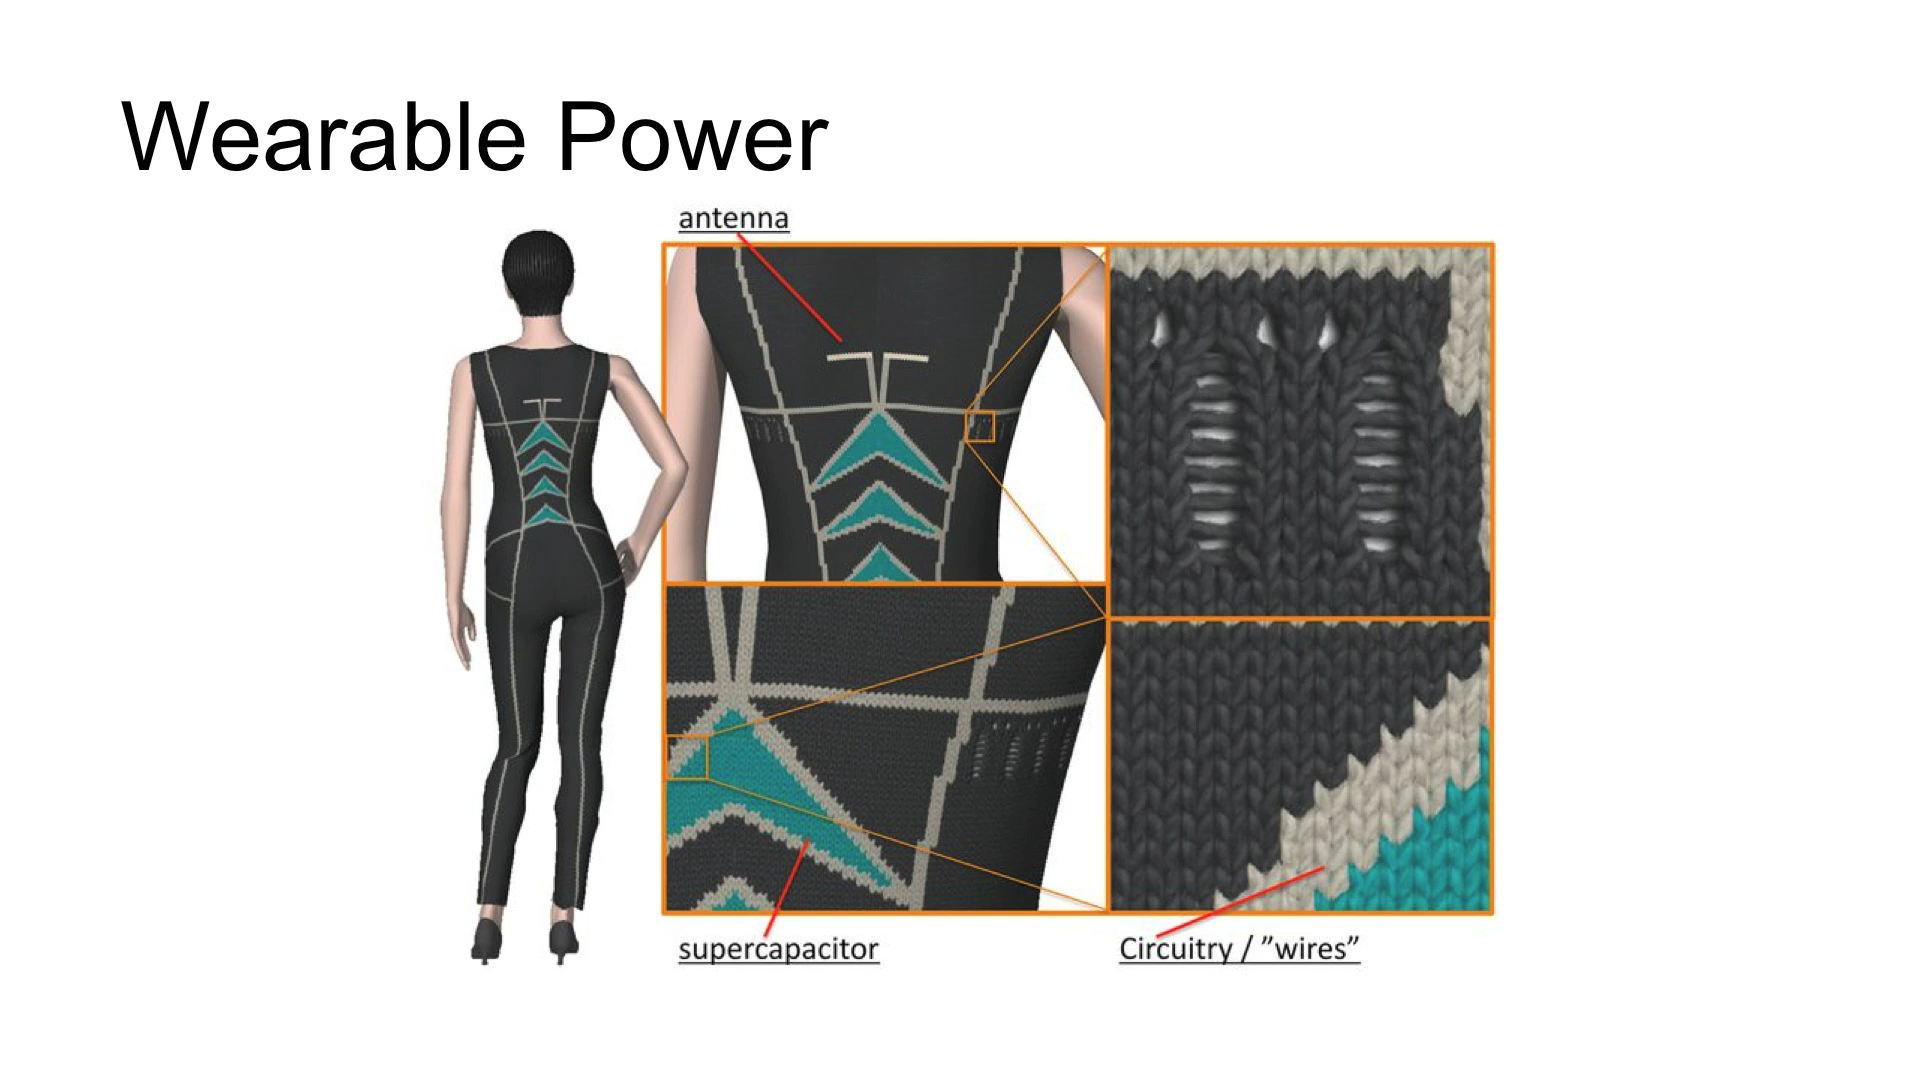 Wearable Power
antenna
supercapacitor
Circuitry / ”wires”